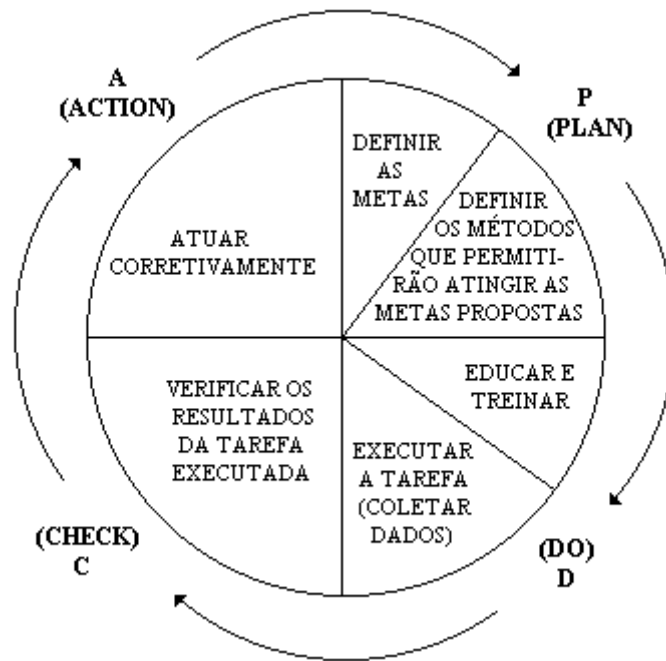 A
(ACTION)
P
(PLAN)
DEFINIR
AS
METAS
DEFINIR
OS MÉTODOS
QUE PERMITI-
RÃO ATINGIR AS
METAS PROPOSTAS
ATUAR
CORRETIVAMENTE
EDUCAR E
TREINAR
VERIFICAR OS
RESULTADOS
DA TAREFA
EXECUTADA
EXECUTAR
A TAREFA
(COLETAR
DADOS)
(CHECK)
C
(DO)
D